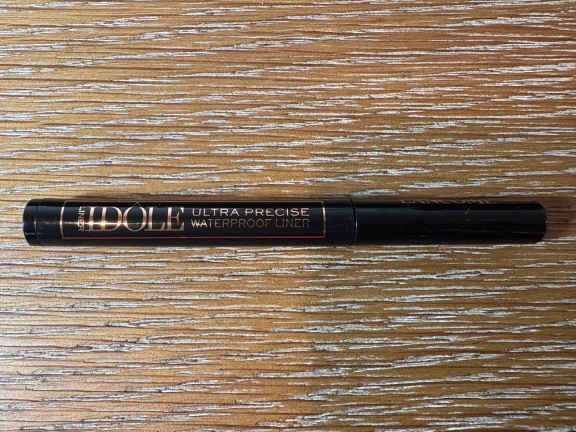 IDÔLE
ULTRA PRECISE
WATERPROOF LINER